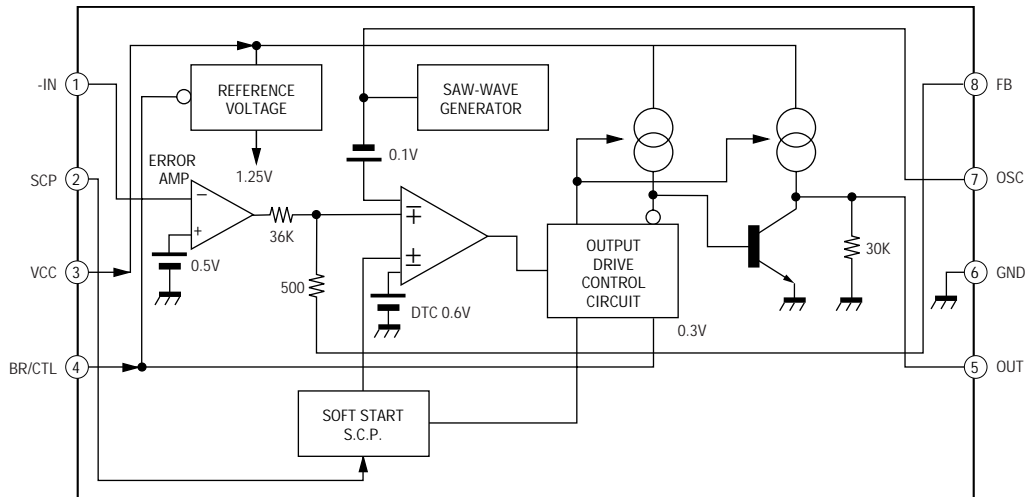 -IN
1
SCP
2
VCC
3
BR/CTL
4
REFERENCE
VOLTAGE
1.25V
SAW-WAVE
GENERATOR
0.1V
ERROR
AMP
−
+
0.5V
36K
500
−
+
+
+
−
DTC 0.6V
OUTPUT
DRIVE
CONTROL
CIRCUIT
0.3V
SOFT START
S.C.P.
30K
8
FB
7
OSC
6
GND
5
OUT